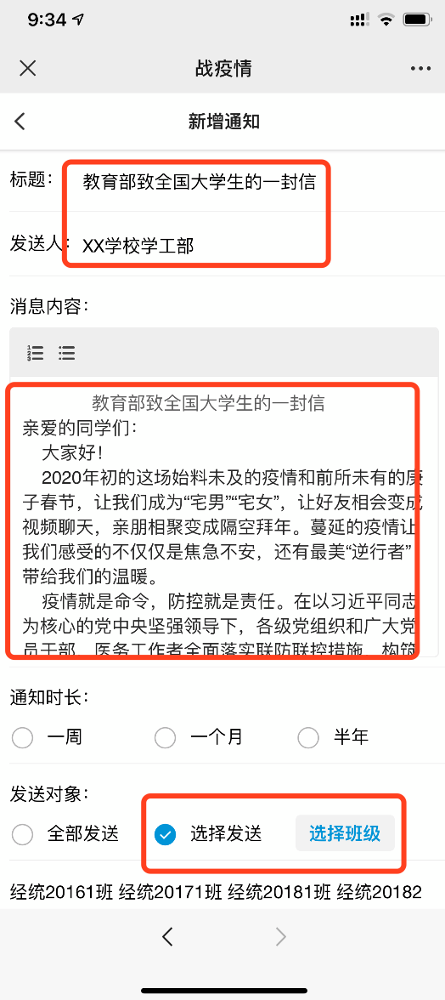 9:34
战疫情
新增通知
标题： 教育部致全国大学生的一封信
发送人： XX学校学工部
消息内容：
教育部致全国大学生的一封信
亲爱的同学们：
大家好！
2020年初的这场始料未及的疫情和前所未有的庚
子春节，让我们成为“宅男”“宅女”，让好友相会变成
视频聊天，亲朋相聚变成隔空拜年。蔓延的疫情让
我们感受的不仅仅是焦急不安，还有最美“逆行者”
带给我们的温暖。
疫情就是命令，防控就是责任。在以习近平同志
为核心的党中央坚强领导下，各级党组织和广大党
员干部、医务工作者全面落实联防联控措施，构筑
通知时长：
一周 一个月 半年
发送对象：
全部发送 选择发送 选择班级
经统20161班 经统20171班 经统20181班 经统20182